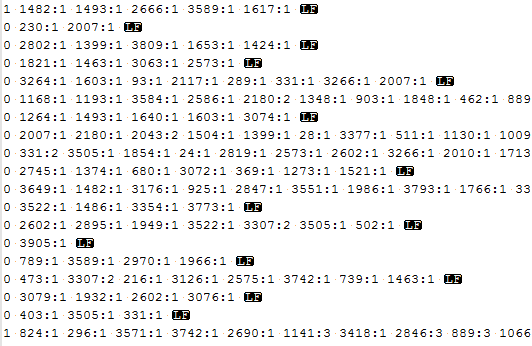 1 1482:1 1493:1 2666:1 3589:1 1617:1 LF
0 230:1 2007:1 LF
0 2802:1 1399:1 3809:1 1653:1 1424:1 LF
0 1821:1 1463:1 3063:1 2573:1 LF
0 3264:1 1603:1 93:1 2117:1 289:1 331:1 3266:1 2007:1 LF
0 1168:1 1193:1 3584:1 2586:1 2180:2 1348:1 903:1 1848:1 462:1 889
0 1264:1 1493:1 1640:1 1603:1 3074:1 LF
0 2007:1 2180:1 2043:2 1504:1 1399:1 28:1 3377:1 511:1 1130:1 1009
0 331:2 3505:1 1854:1 24:1 2819:1 2573:1 2602:1 3266:1 2010:1 1713
0 2745:1 1374:1 680:1 3072:1 369:1 1273:1 1521:1 LF
0 3649:1 1482:1 3176:1 925:1 2847:1 3551:1 1986:1 3793:1 1766:1 33
0 3522:1 1486:1 3354:1 3773:1 LF
0 2602:1 2895:1 1949:1 3522:1 3307:2 3505:1 502:1 LF
0 3905:1 LF
0 789:1 3589:1 2970:1 1966:1 LF
0 473:1 3307:2 216:1 3126:1 2575:1 3742:1 739:1 1463:1 LF
0 3079:1 1932:1 2602:1 3076:1 LF
0 403:1 3505:1 331:1 LF
1 824:1 296:1 3571:1 3742:1 2690:1 1141:3 3418:1 2846:3 889:3 1066